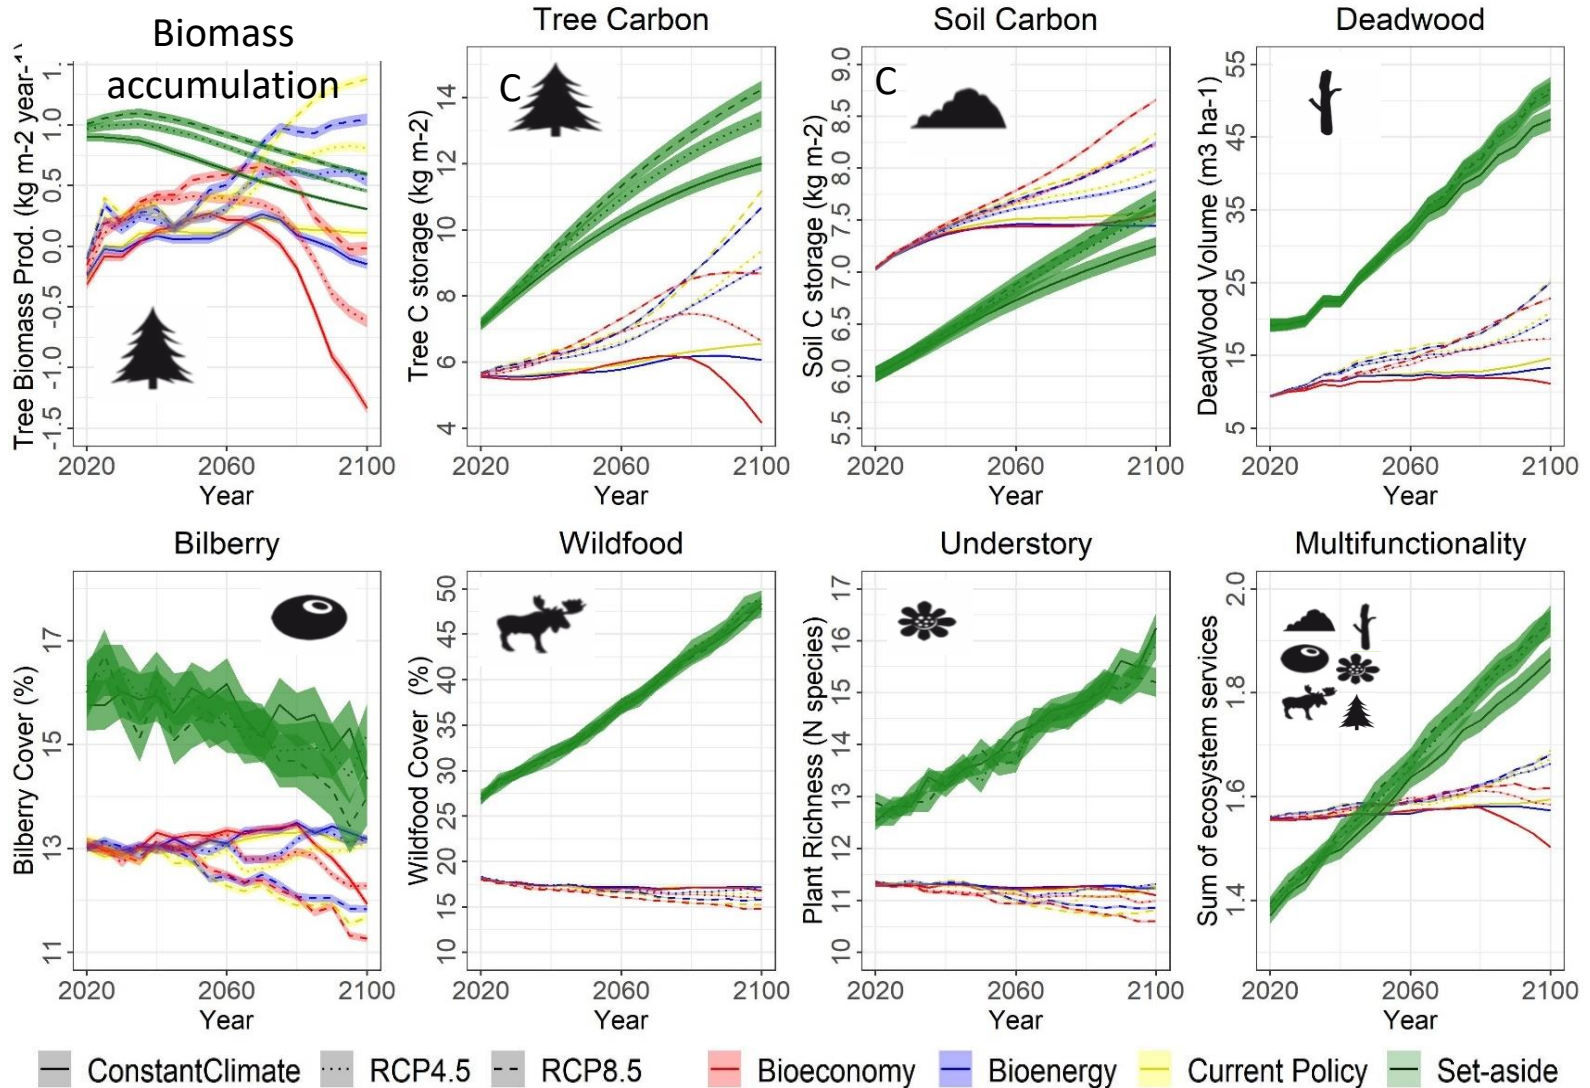 Biomass
accumulation
Tree Biomass Prod. (kg m-2 year-1)
1.
1.0
0.5
0.0
-0.5
-1.0
-1.5
2020 2060 2100
Year
Tree Carbon
C
Tree C storage (kg m-2)
14
12
10
8
6
4
2020 2060 2100
Year
Soil Carbon
C
Soil C storage (kg m-2)
9.0
8.5
8.0
7.5
7.0
6.5
6.0
5.5
2020 2060 2100
Year
Deadwood
DeadWood Volume (m3 ha-1)
55
45
35
25
15
5
2020 2060 2100
Year
Bilberry
Bilberry Cover (%)
17
15
13
11
2020 2060 2100
Year
Wildfood
Wildfood Cover (%)
50
45
40
35
30
25
20
15
10
2020 2060 2100
Year
Understory
Plant Richness (N species)
17
16
15
14
13
12
11
10
2020 2060 2100
Year
Multifunctionality
Sum of ecosystem services
2.0
1.8
1.6
1.4
2020 2060 2100
Year
ConstantClimate RCP4.5 RCP8.5 Bioeconomy Bioenergy Current Policy Set-aside